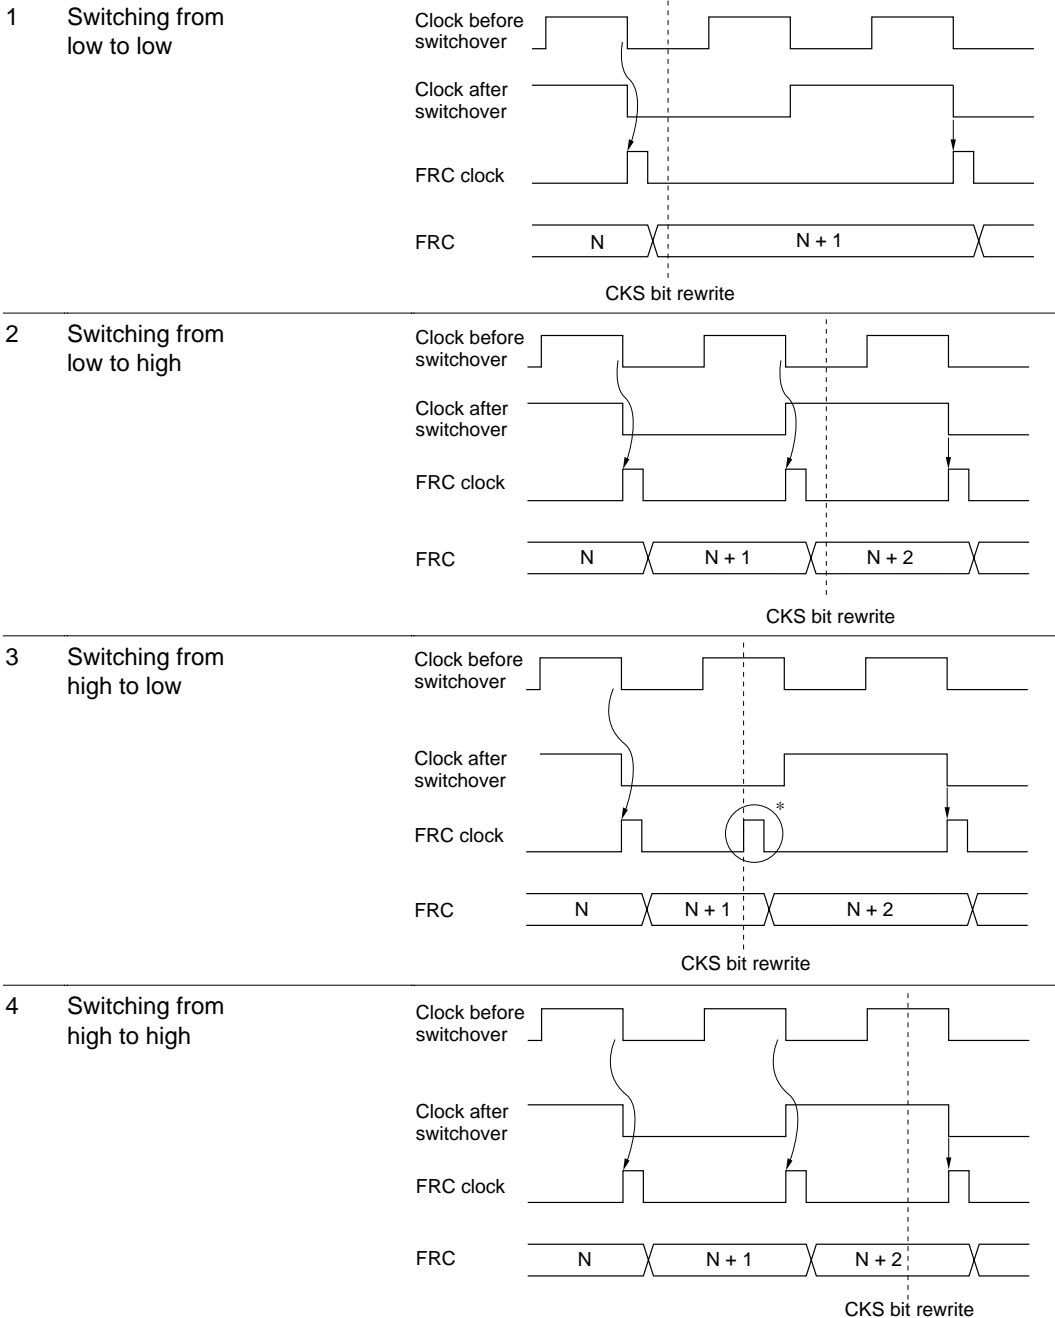 1 Switching from
low to low
Clock before
switchover
Clock after
switchover
FRC clock
FRC
N
N + 1
CKS bit rewrite
2 Switching from
low to high
Clock before
switchover
Clock after
switchover
FRC clock
FRC
N
N + 1
N + 2
CKS bit rewrite
3 Switching from
high to low
Clock before
switchover
Clock after
switchover
*
FRC clock
FRC
N
N + 1
N + 2
CKS bit rewrite
4 Switching from
high to high
Clock before
switchover
Clock after
switchover
FRC clock
FRC
N
N + 1
N + 2
CKS bit rewrite